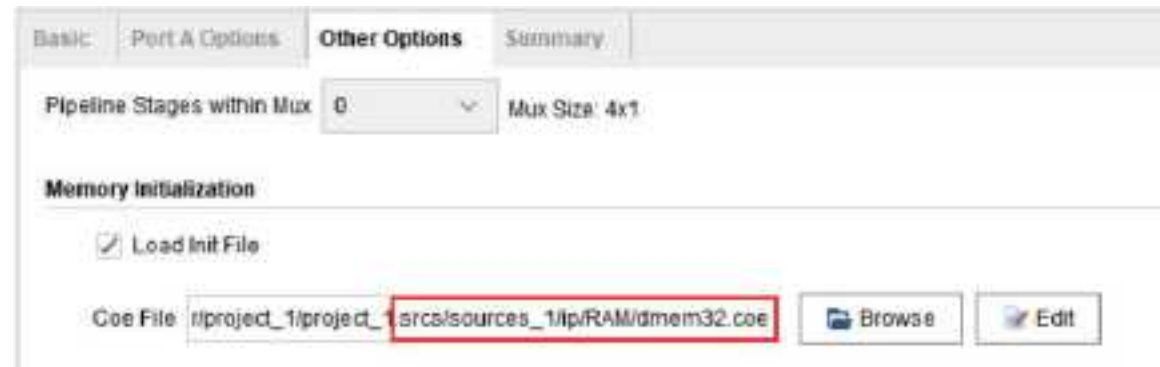 Basic Port A Options Other Options Summary
Pipeline Stages within Mux 0 Mux Size: 4x1
Memory Initialization
Load Init File
Coe File r/project_1/project_1.srcs/sources_1/ip/RAM/dmem32.coe Browse Edit